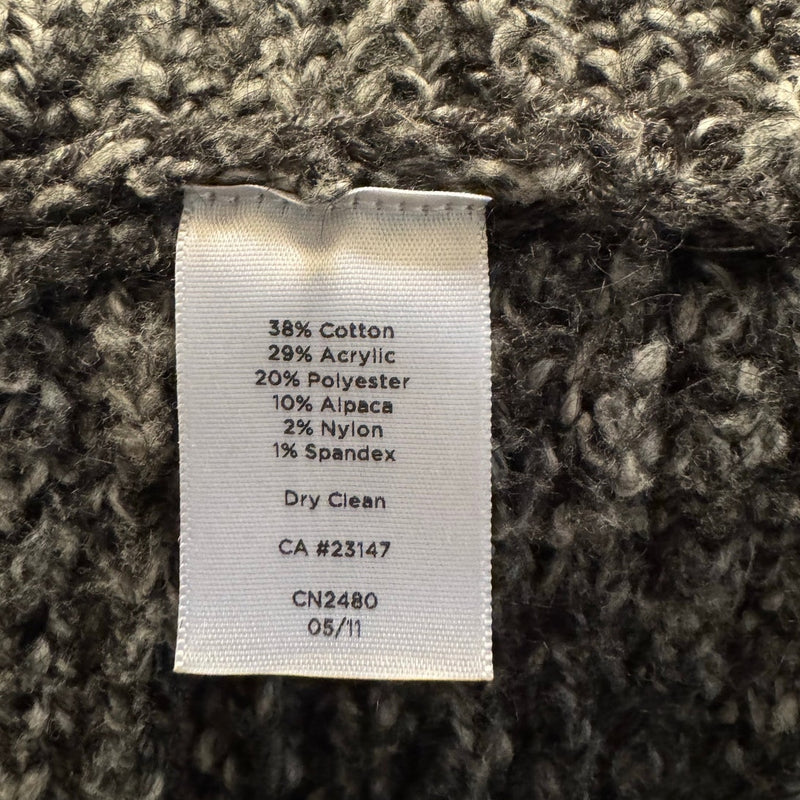 38% Cotton
29% Acrylic
20% Polyester
10% Alpaca
2% Nylon
1% Spandex
Dry Clean
CA #23147
CN2480
05/11